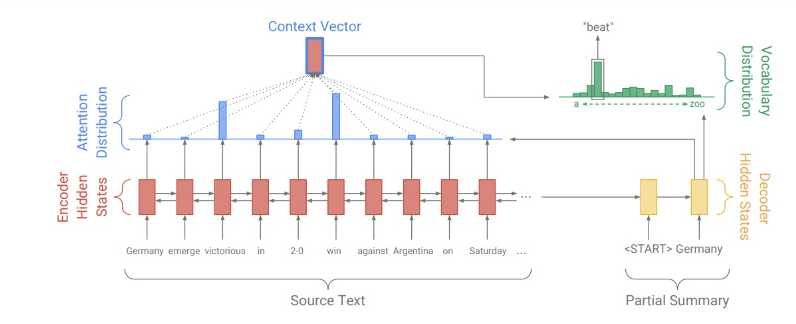 Context Vector
"beat"
Attention
Distribution
Vocabulary
Distribution
a
zoo
Encoder
Hidden
States
Decoder
Hidden States
...
Germany emerge victorious in 2-0 win against Argentina on Saturday ...
<START> Germany
Source Text
Partial Summary